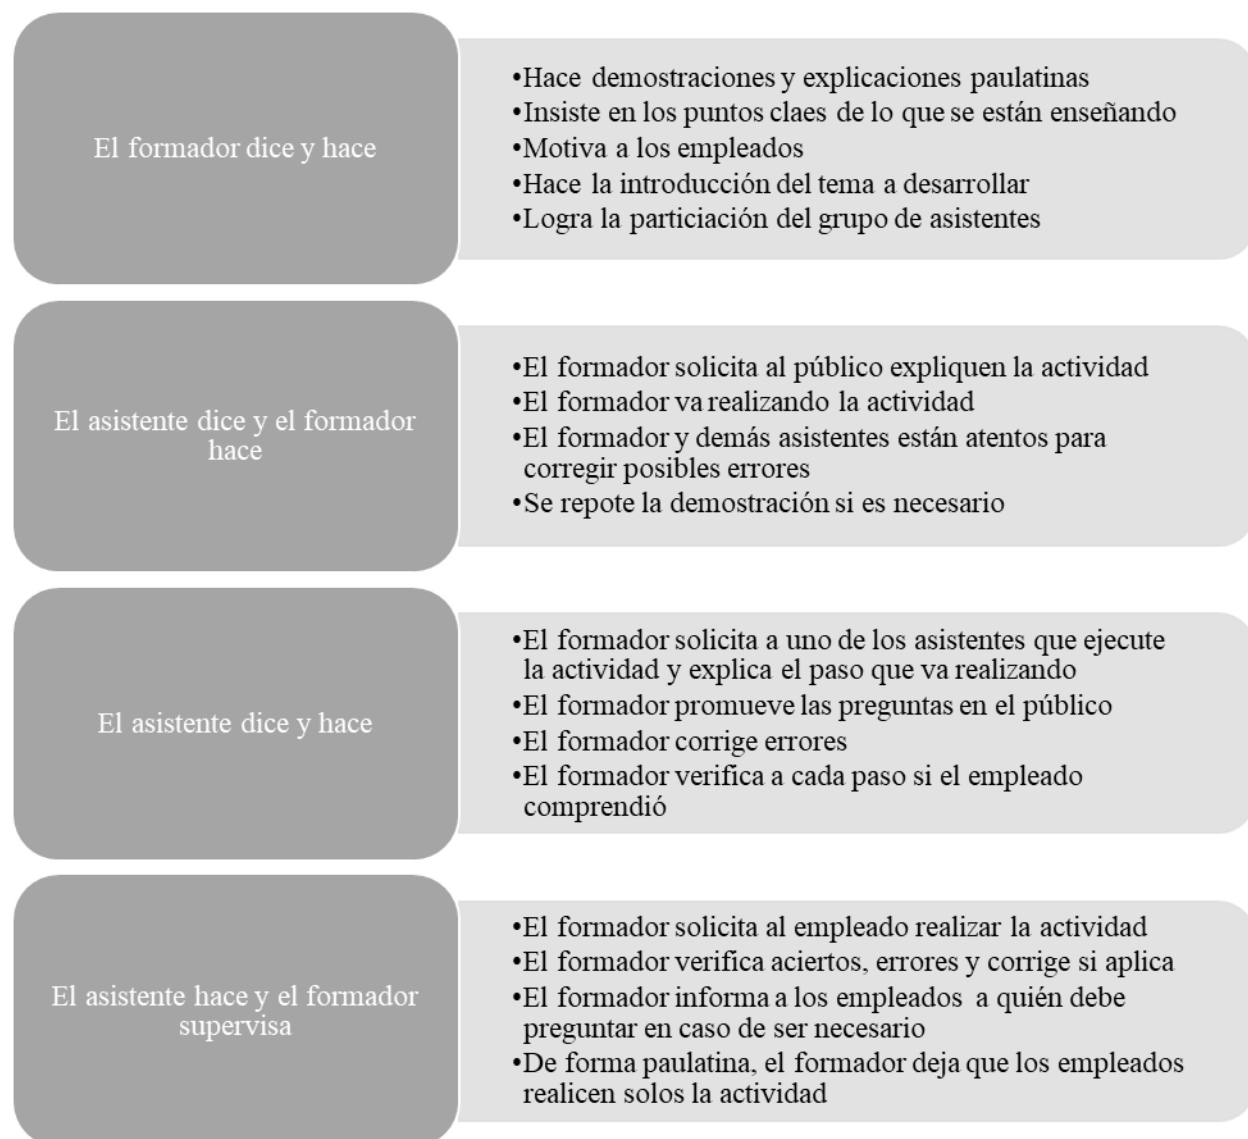 El formador dice y hace
•Hace demostraciones y explicaciones paulatinas
•Insiste en los puntos claes de lo que se están enseñando
•Motiva a los empleados
•Hace la introducción del tema a desarrollar
•Logra la particiación del grupo de asistentes
El asistente dice y el formador
hace
•El formador solicita al público expliquen la actividad
•El formador va realizando la actividad
•El formador y demás asistentes están atentos para
corregir posibles errores
•Se repote la demostración si es necesario
El asistente dice y hace
•El formador solicita a uno de los asistentes que ejecute
la actividad y explica el paso que va realizando
•El formador promueve las preguntas en el público
•El formador corrige errores
•El formador verifica a cada paso si el empleado
comprendió
El asistente hace y el formador
supervisa
•El formador solicita al empleado realizar la actividad
•El formador verifica aciertos, errores y corrige si aplica
•El formador informa a los empleados a quién debe
preguntar en caso de ser necesario
•De forma paulatina, el formador deja que los empleados
realicen solos la actividad